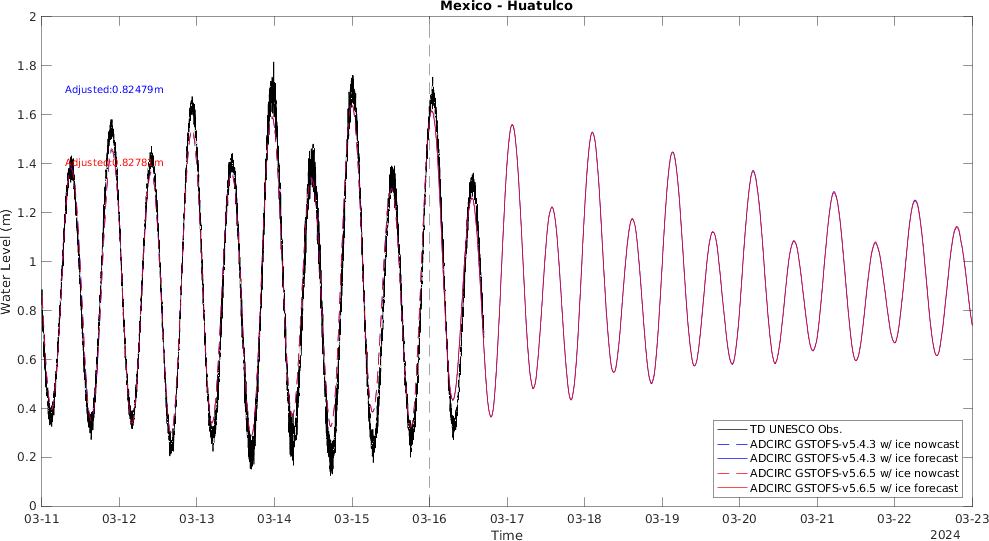 Mexico - Huatulco
2
1.8
1.6
1.4
1.2
1
0.8
0.6
0.4
0.2
0
Water Level (m)
Adjusted:0.82479m
TD UNESCO Obs.
ADCIRC GSTOFS-v5.4.3 w/ ice nowcast
ADCIRC GSTOFS-v5.4.3 w/ ice forecast
ADCIRC GSTOFS-v5.6.5 w/ ice nowcast
ADCIRC GSTOFS-v5.6.5 w/ ice forecast
03-11 03-12 03-13 03-14 03-15 03-16 03-17 03-18 03-19 03-20 03-21 03-22 03-23
Time
2024